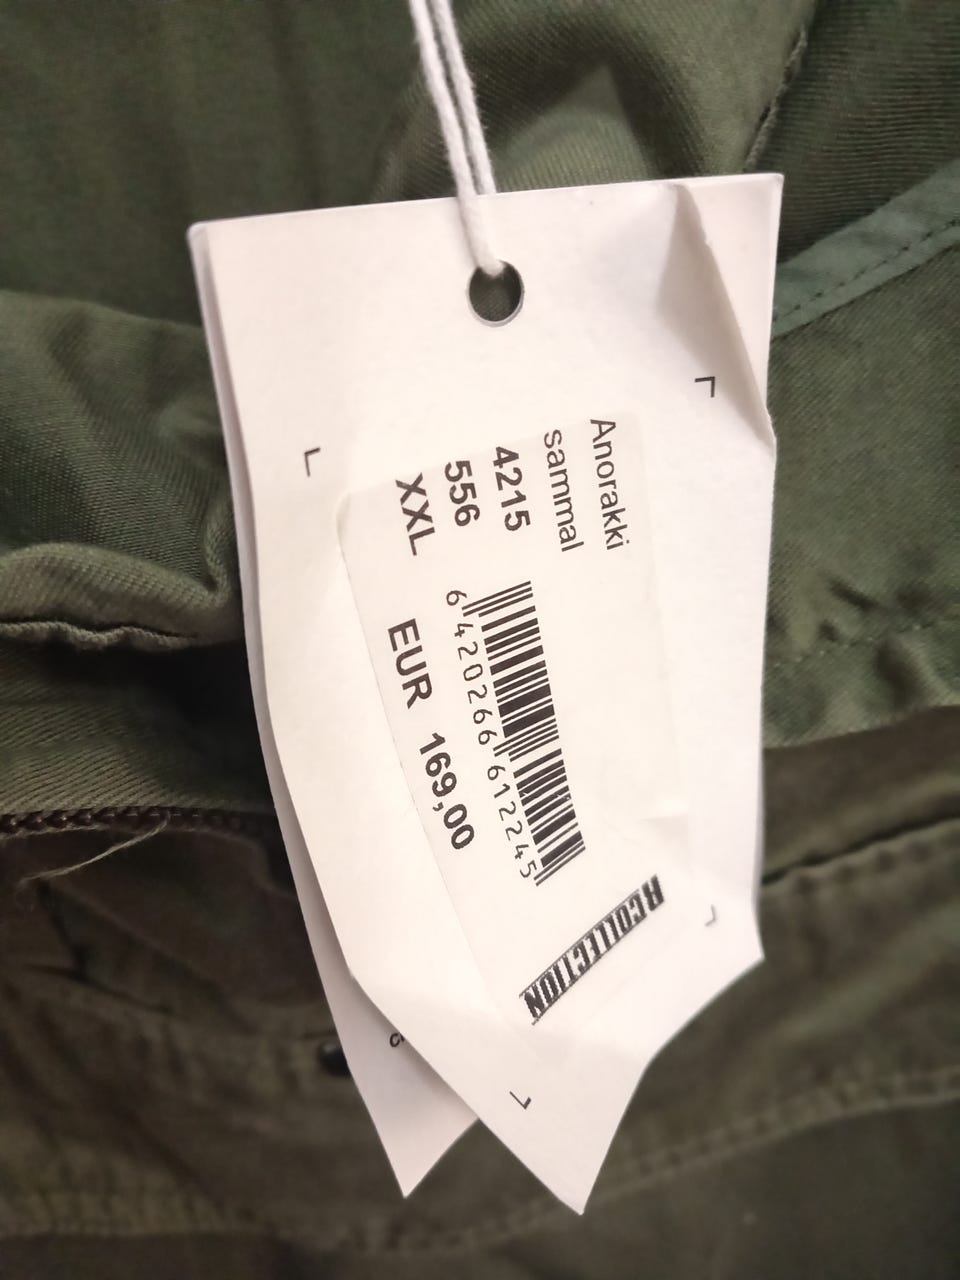 Anorakki
sammal
4215
556
XXL
6 420266 612245
EUR 169,00
RCOLLECTION